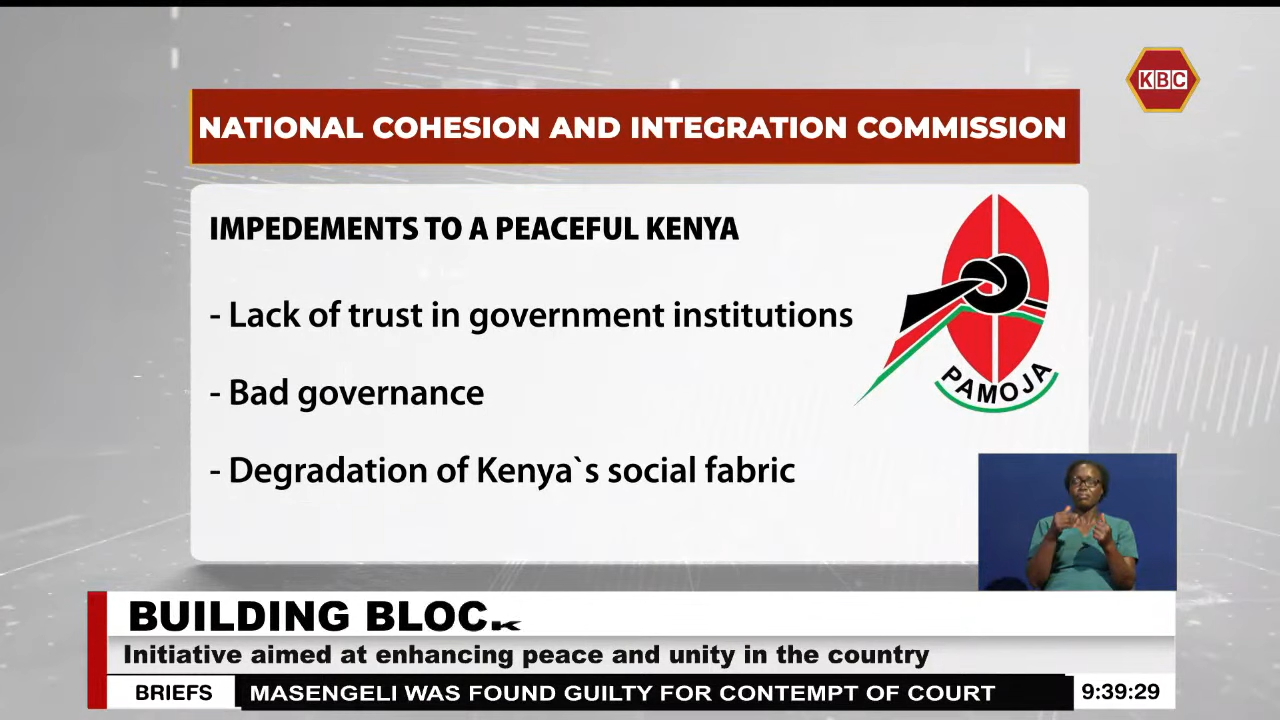 KBC
NATIONAL COHESION AND INTEGRATION COMMISSION
IMPEDEMENTS TO A PEACEFUL KENYA
- Lack of trust in government institutions
- Bad governance
- Degradation of Kenya`s social fabric
PAMOJA
BUILDING BLOCK
Initiative aimed at enhancing peace and unity in the country
BRIEFS MASENGELI WAS FOUND GUILTY FOR CONTEMPT OF COURT 9:39:29